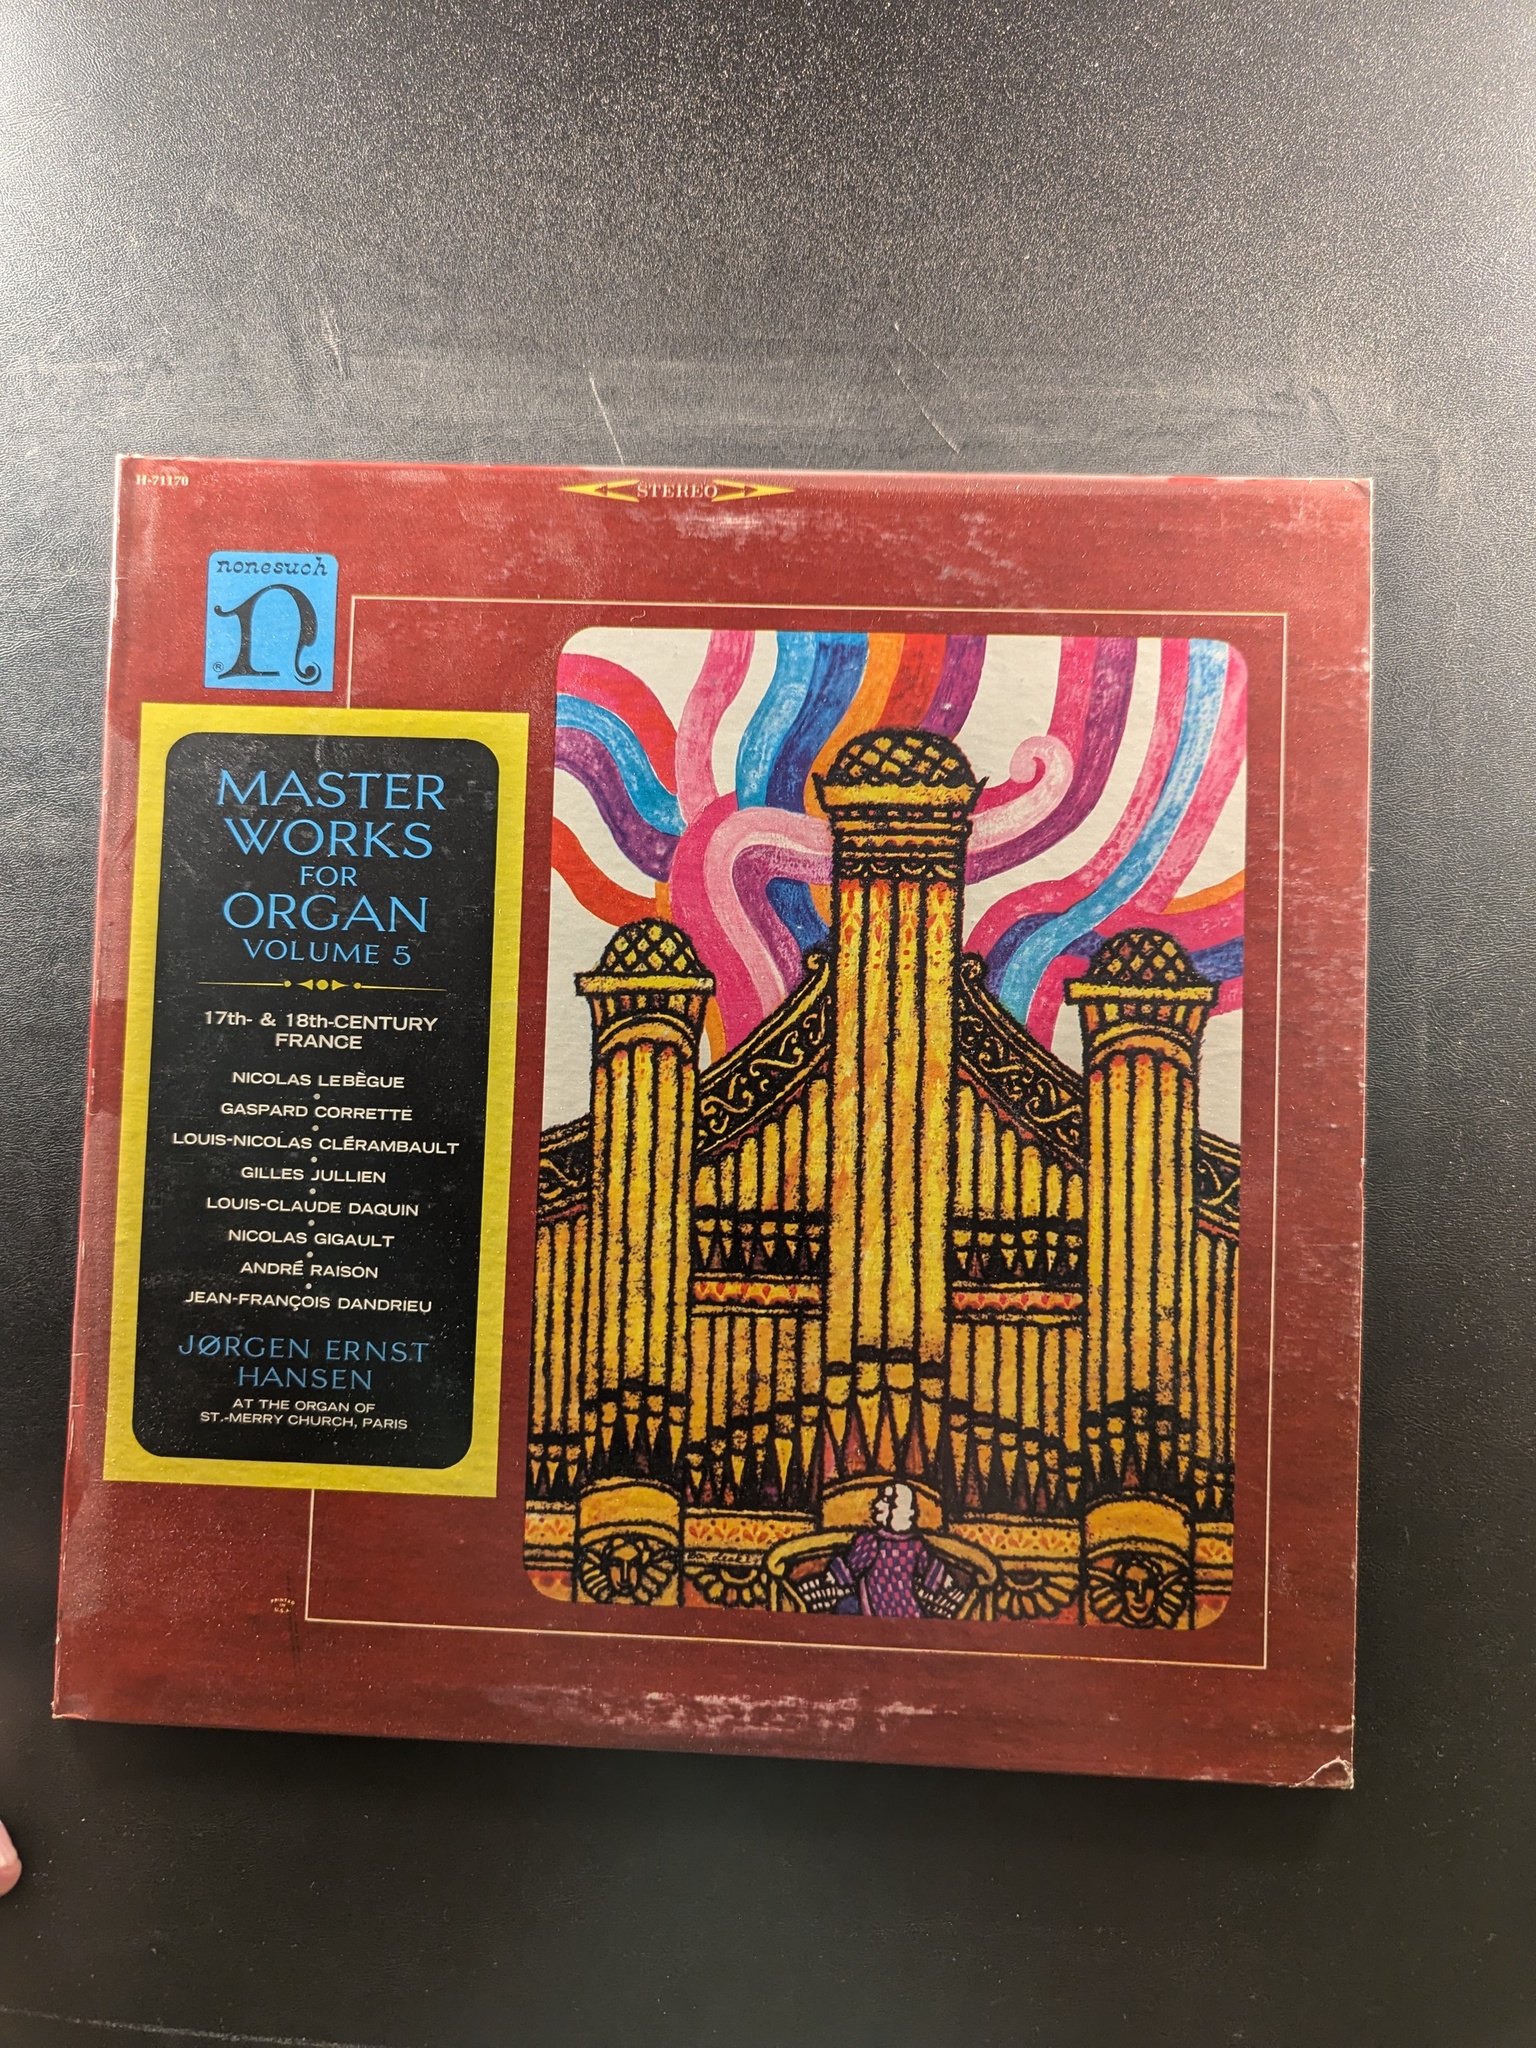 H-71170
STEREO
nonesuch
n
®
MASTER
WORKS
FOR
ORGAN
VOLUME 5
17th- & 18th-CENTURY
FRANCE
NICOLAS LEBÈGUE
GASPARD CORRETTE
LOUIS-NICOLAS CLÉRAMBAULT
GILLES JULLIEN
LOUIS-CLAUDE DAQUIN
NICOLAS GIGAULT
ANDRÉ RAISON
JEAN-FRANÇOIS DANDRIEU
JØRGEN ERNST
HANSEN
AT THE ORGAN OF
ST.-MERRY CHURCH, PARIS
PRINTED
IN
U.S.A.